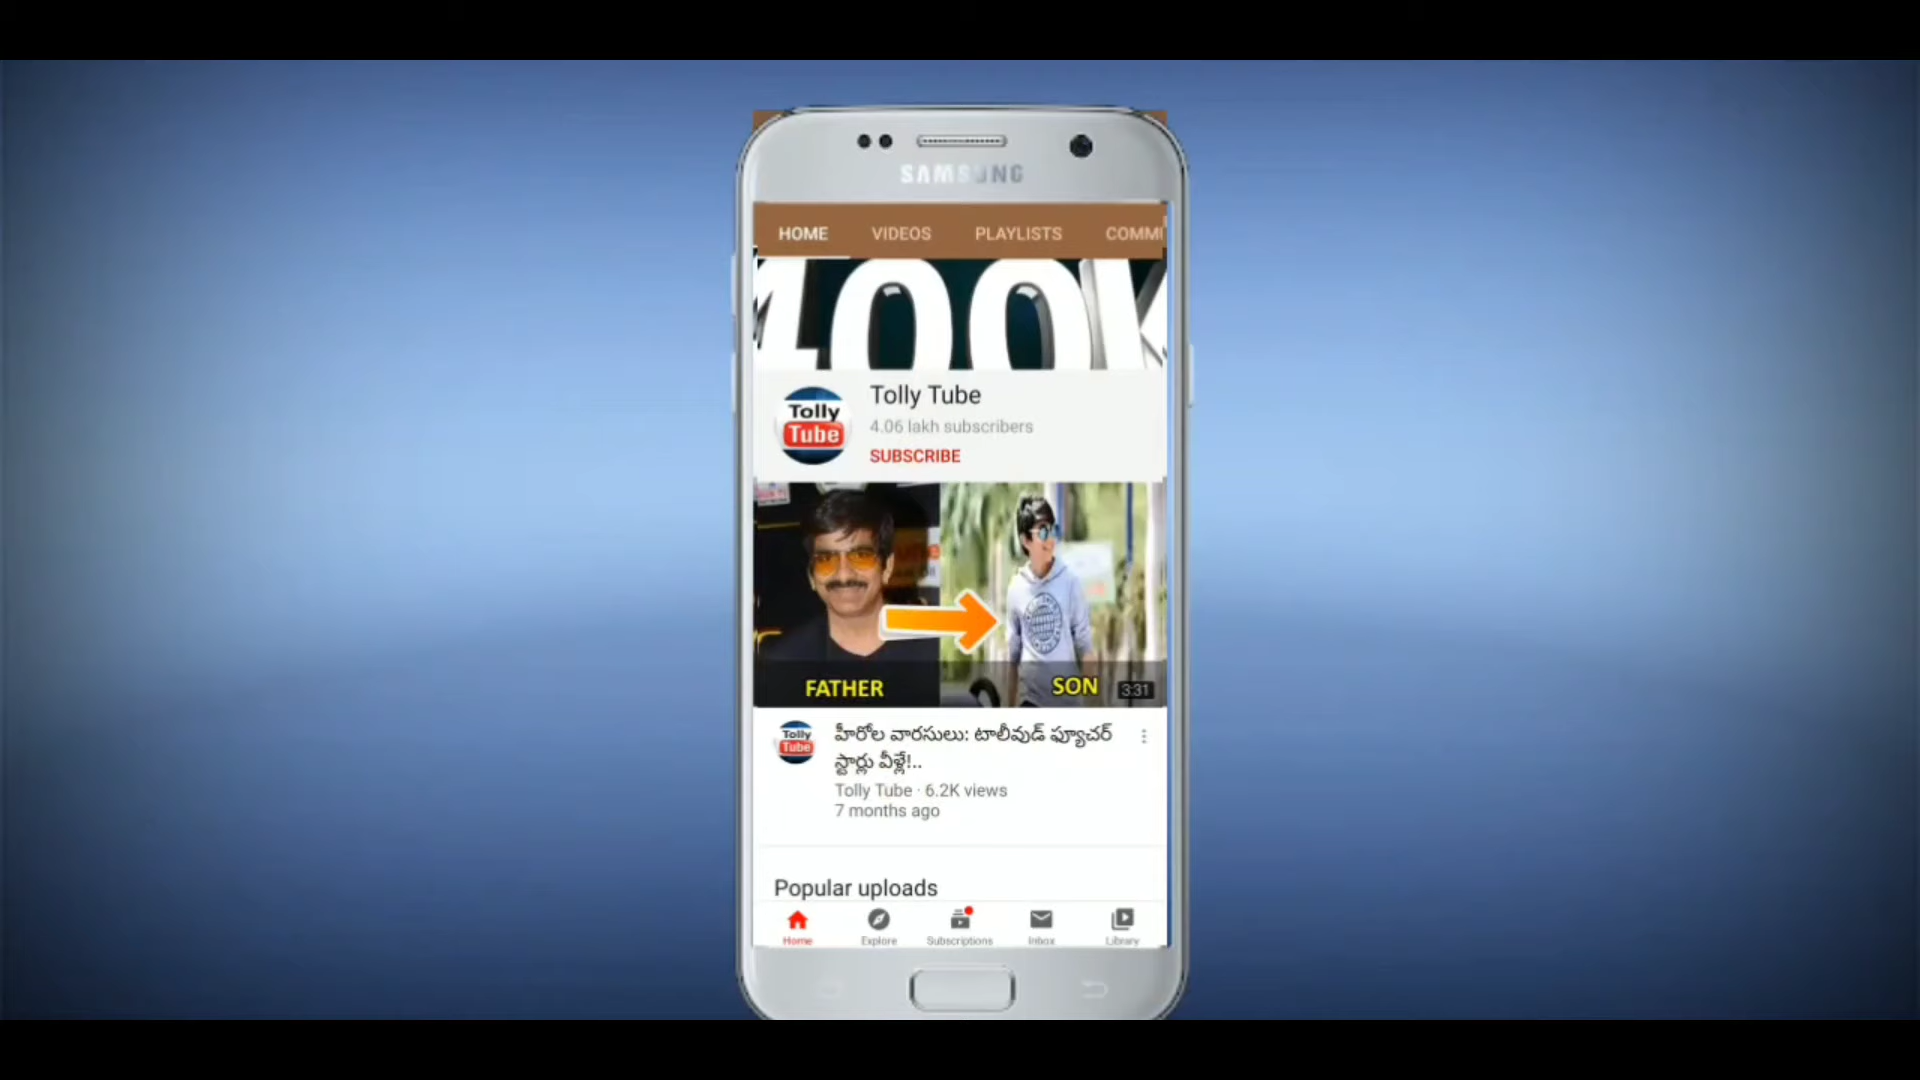 SAMSUNG
HOME VIDEOS PLAYLISTS COMMU
100K
Tolly Tube
4.06 lakh subscribers
SUBSCRIBE
Tolly
Tube
FATHER
SON
3:31
హీరోల వారసులు: టాలీవుడ్ ఫ్యూచర్
స్టార్లు వీళ్లే!..
Tolly
Tube
Tolly Tube · 6.2K views
7 months ago
Popular uploads
Home Explore Subscriptions Inbox Library